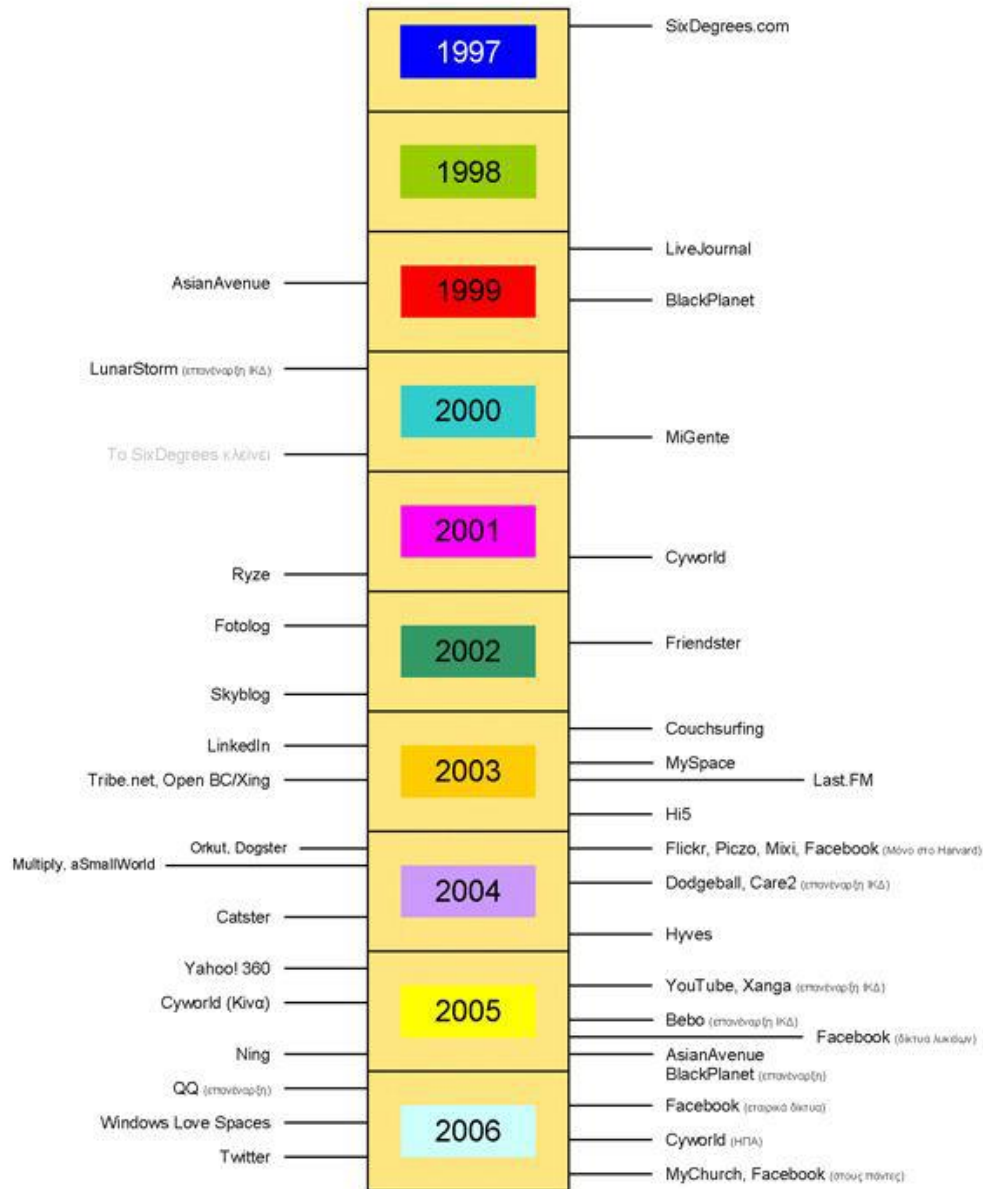 SixDegrees.com
1997
1998
LiveJournal
AsianAvenue
1999
BlackPlanet
LunarStorm (επανέναρξη ΙΚΔ)
2000
MiGente
Το SixDegrees κλείνει
2001
Cyworld
Ryze
Fotolog
Friendster
2002
Skyblog
Couchsurfing
LinkedIn
MySpace
2003
Tribe.net, Open BC/Xing
Last.FM
Hi5
Orkut, Dogster
Flickr, Piczo, Mixi, Facebook (Μόνο στο Harvard)
Multiply, aSmallWorld
Dodgeball, Care2 (επανέναρξη ΙΚΔ)
2004
Catster
Hyves
Yahoo! 360
YouTube, Xanga (επανέναρξη ΙΚΔ)
Cyworld (Κίνα)
2005
Bebo (επανέναρξη ΙΚΔ)
Facebook (δίκτυα λυκείων)
Ning
AsianAvenue
BlackPlanet (επανέναρξη)
QQ (επανέναρξη)
Facebook (εταιρικά δίκτυα)
Windows Love Spaces
2006
Cyworld (ΗΠΑ)
Twitter
MyChurch, Facebook (στους πάντες)